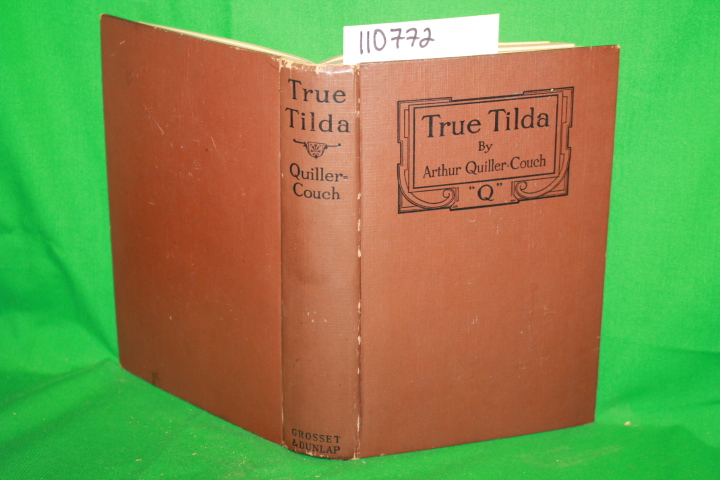 110772
True
Tilda
Quiller-
Couch
GROSSET
& DUNLAP
True Tilda
By
Arthur Quiller-Couch
"Q"